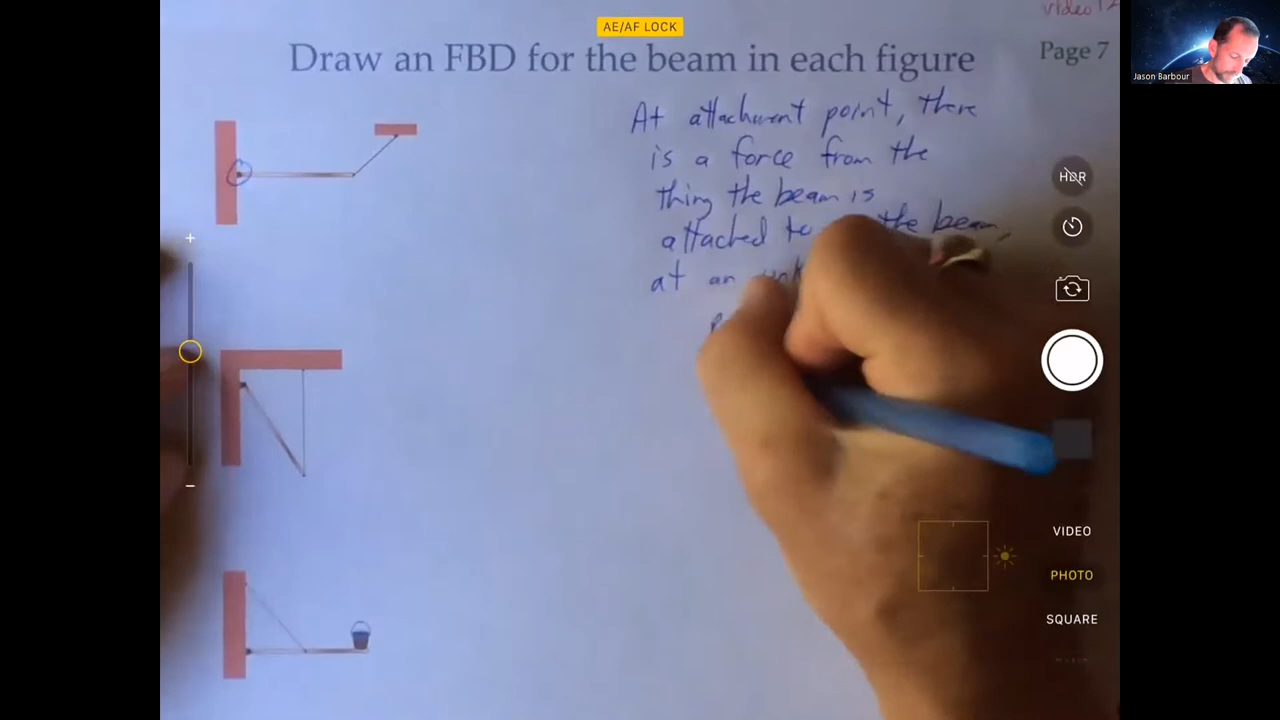 video 12
AE/AF LOCK
Draw an FBD for the beam in each figure
Page 7
Jason Barbour
At attachment point, there
is a force from the
thing the beam is
attached to the beam,
at an
HDR
VIDEO
PHOTO
SQUARE